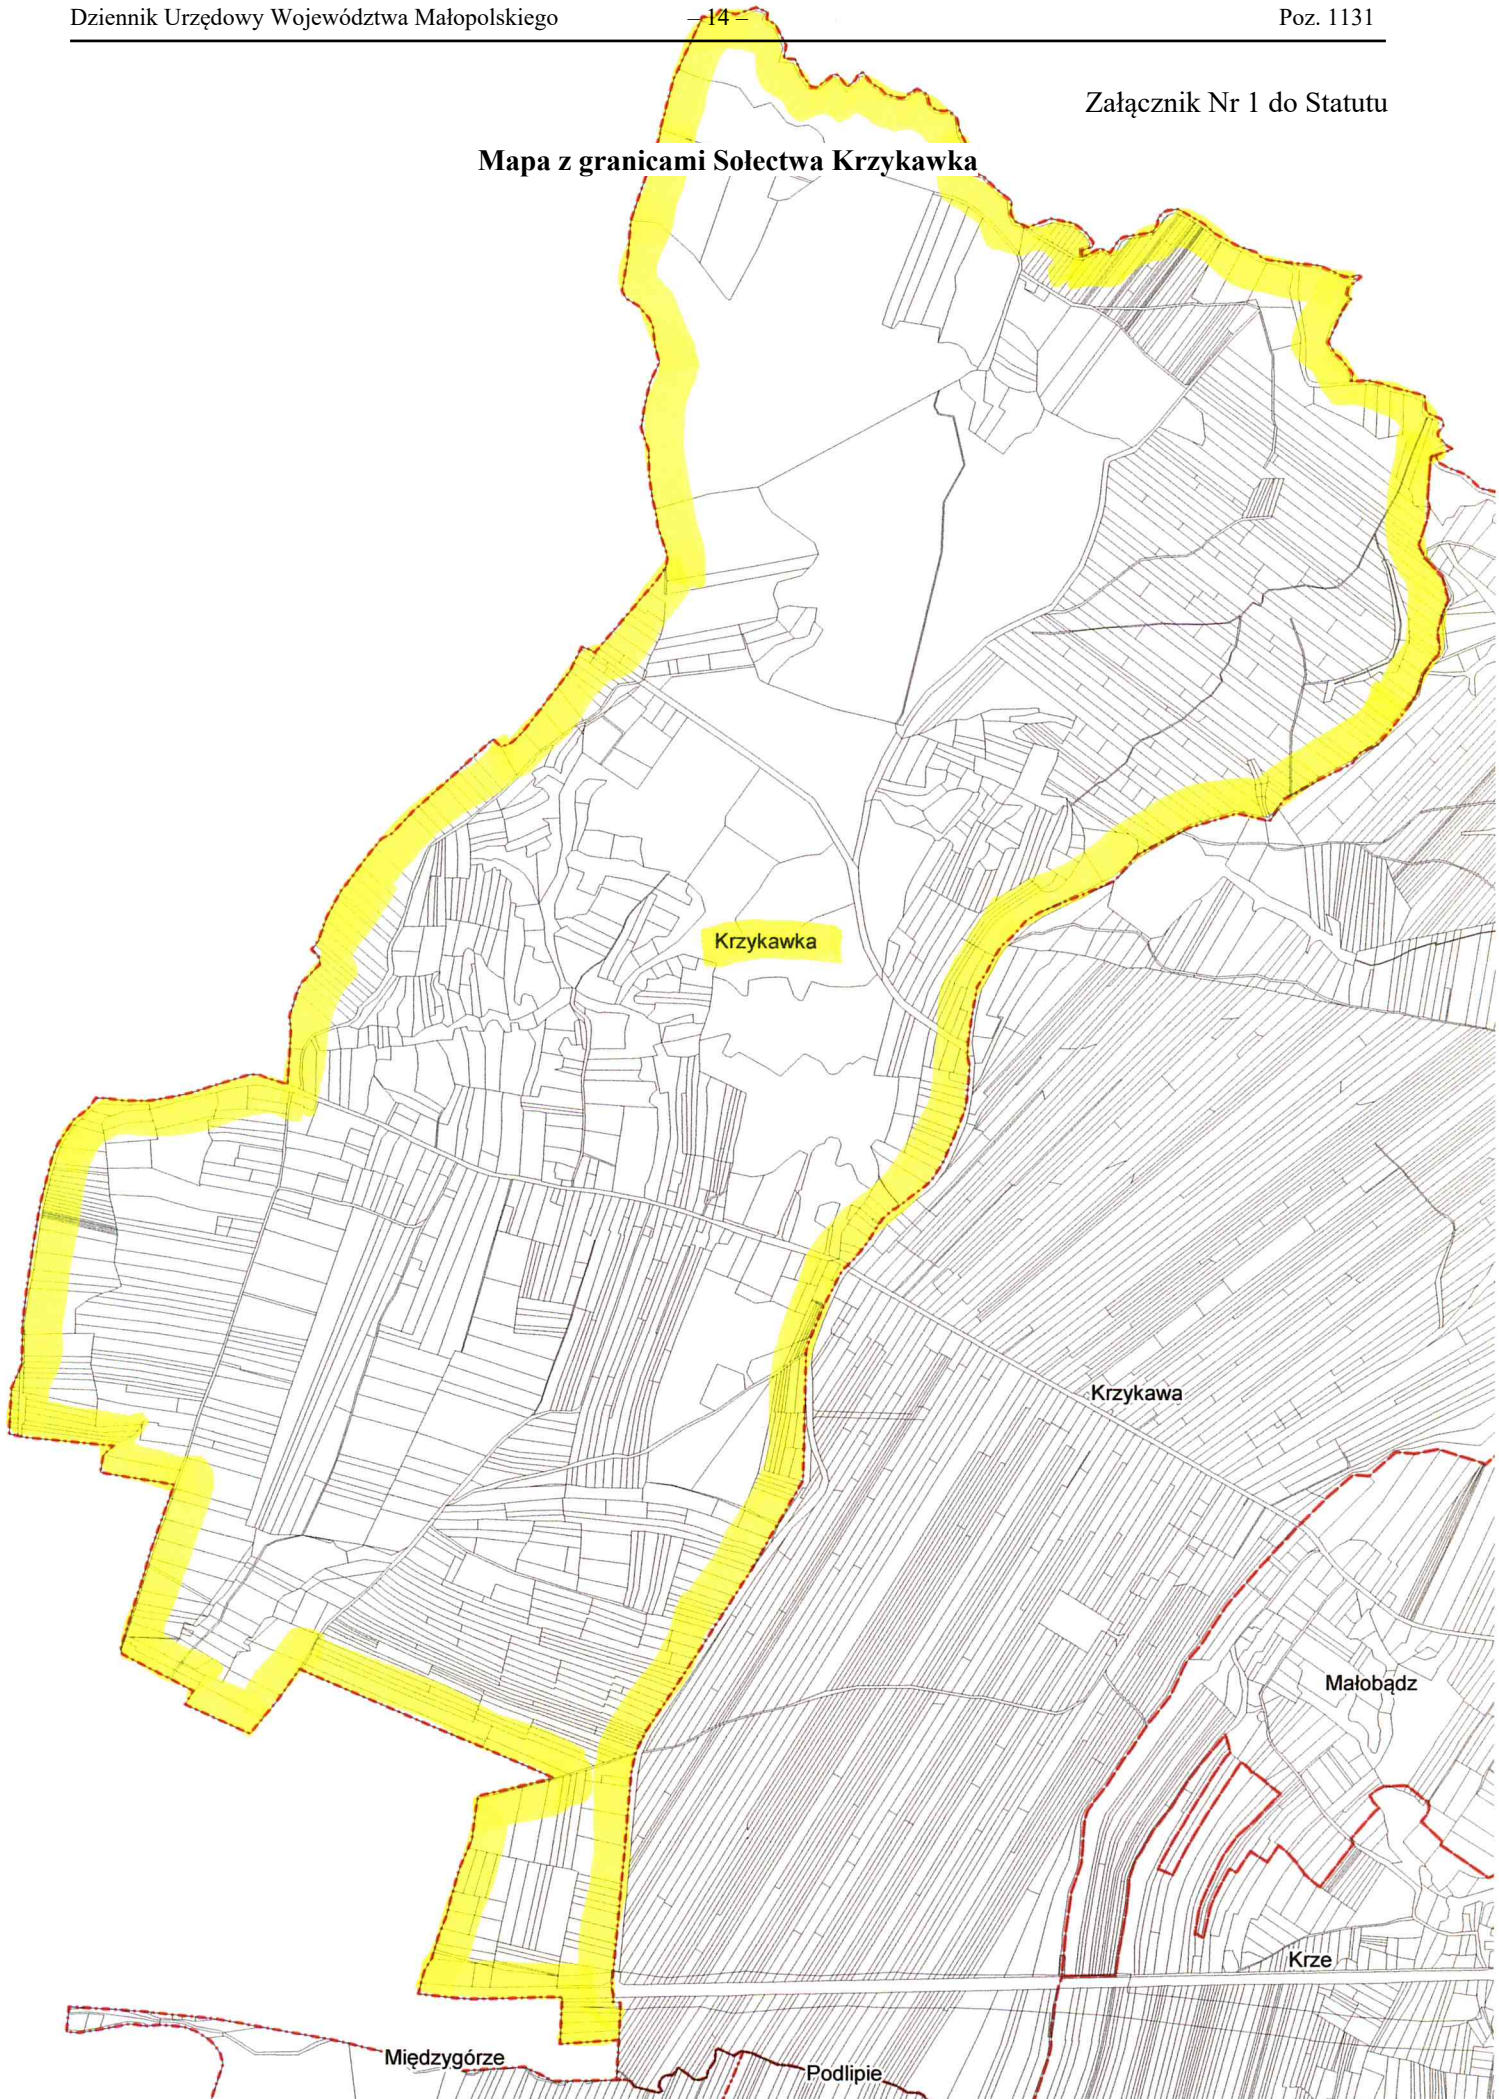 Dziennik Urzędowy Województwa Małopolskiego – 14 – Poz. 1131
Załącznik Nr 1 do Statutu
Mapa z granicami Sołectwa Krzykawka
Krzykawka
Krzykawa
Małobądz
Krze
Międzygórze
Podlipie